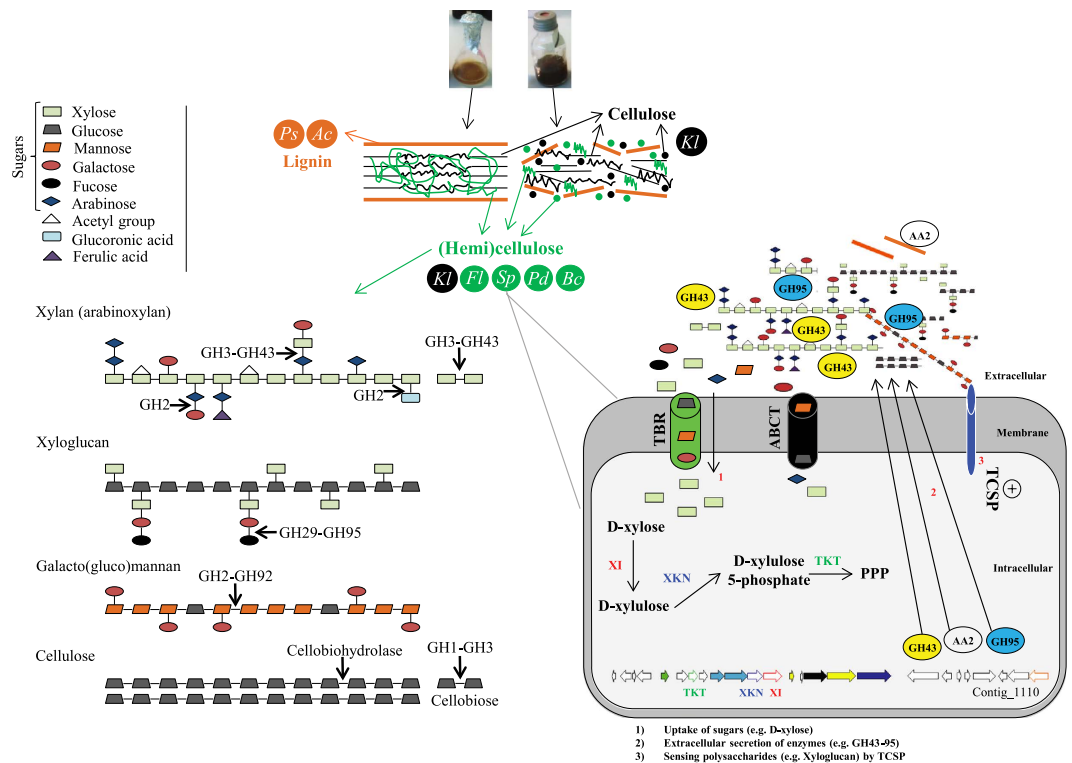 Sugars
Xylose
Glucose
Mannose
Galactose
Fucose
Arabinose
Acetyl group
Glucoronic acid
Ferulic acid
Ps Ac
Lignin
Cellulose
Kl
(Hemi)cellulose
Kl Fl Sp Pd Bc
Xylan (arabinoxylan)
GH3-GH43
GH3-GH43
GH2
GH2
Xyloglucan
GH29-GH95
Galacto(gluco)mannan
GH2-GH92
Cellulose
Cellobiohydrolase
GH1-GH3
Cellobiose
AA2
GH95
GH43
GH95
GH43
GH43
Extracellular
Membrane
TBR
ABCT
1
2
3
TCSP
+
Intracellular
D-xylose
XI
D-xylulose
XKN
D-xylulose
5-phosphate
TKT
PPP
GH43
AA2
GH95
TKT
XKN
XI
Contig_1110
1) Uptake of sugars (e.g. D-xylose)
2) Extracellular secretion of enzymes (e.g. GH43-95)
3) Sensing polysaccharides (e.g. Xyloglucan) by TCSP